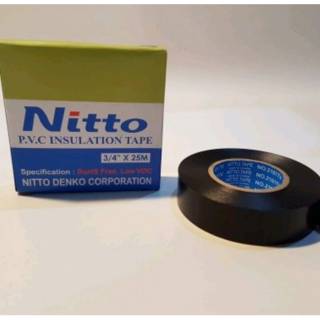 Nitto
P.V.C INSULATION TAPE
3/4" X 25M
Specification : RoHS Free, Low VOC
NITTO DENKO CORPORATION